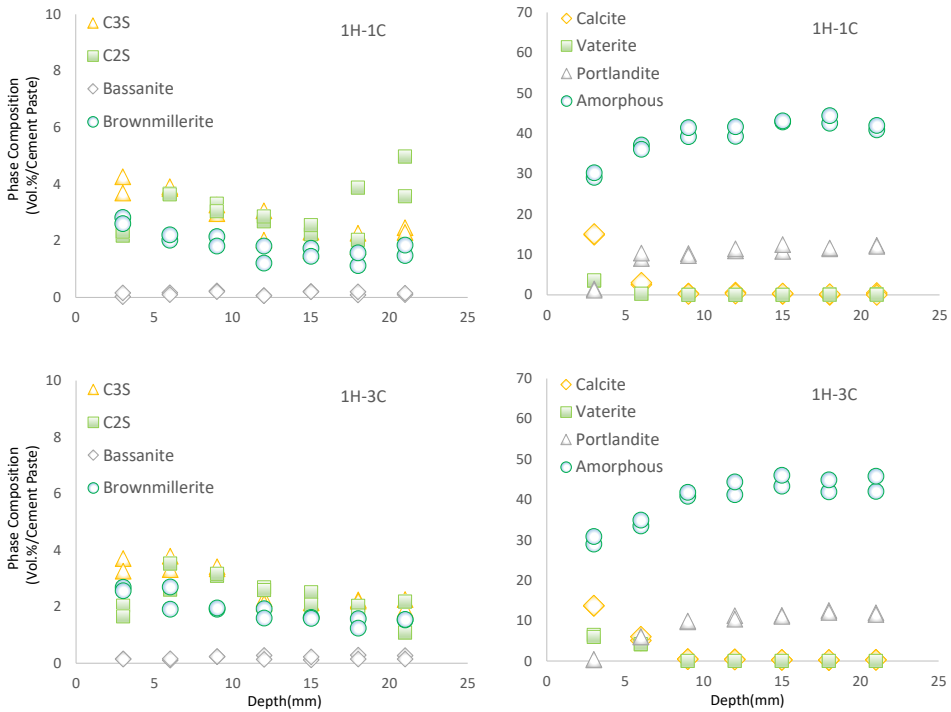 10
C3S
1H-1C
8
C2S
Bassanite
6
Brownmillerite
4
2
0
0 5 10 15 20 25
Phase Composition
(Vol.%/Cement Paste)
70
Calcite
1H-1C
60
Vaterite
Portlandite
50
Amorphous
40
30
20
10
0
0 5 10 15 20 25
10
C3S
1H-3C
8
C2S
Bassanite
6
Brownmillerite
4
2
0
0 5 10 15 20 25
Phase Composition
(Vol.%/Cement Paste)
Depth(mm)
70
Calcite
1H-3C
60
Vaterite
Portlandite
50
Amorphous
40
30
20
10
0
0 5 10 15 20 25
Depth(mm)